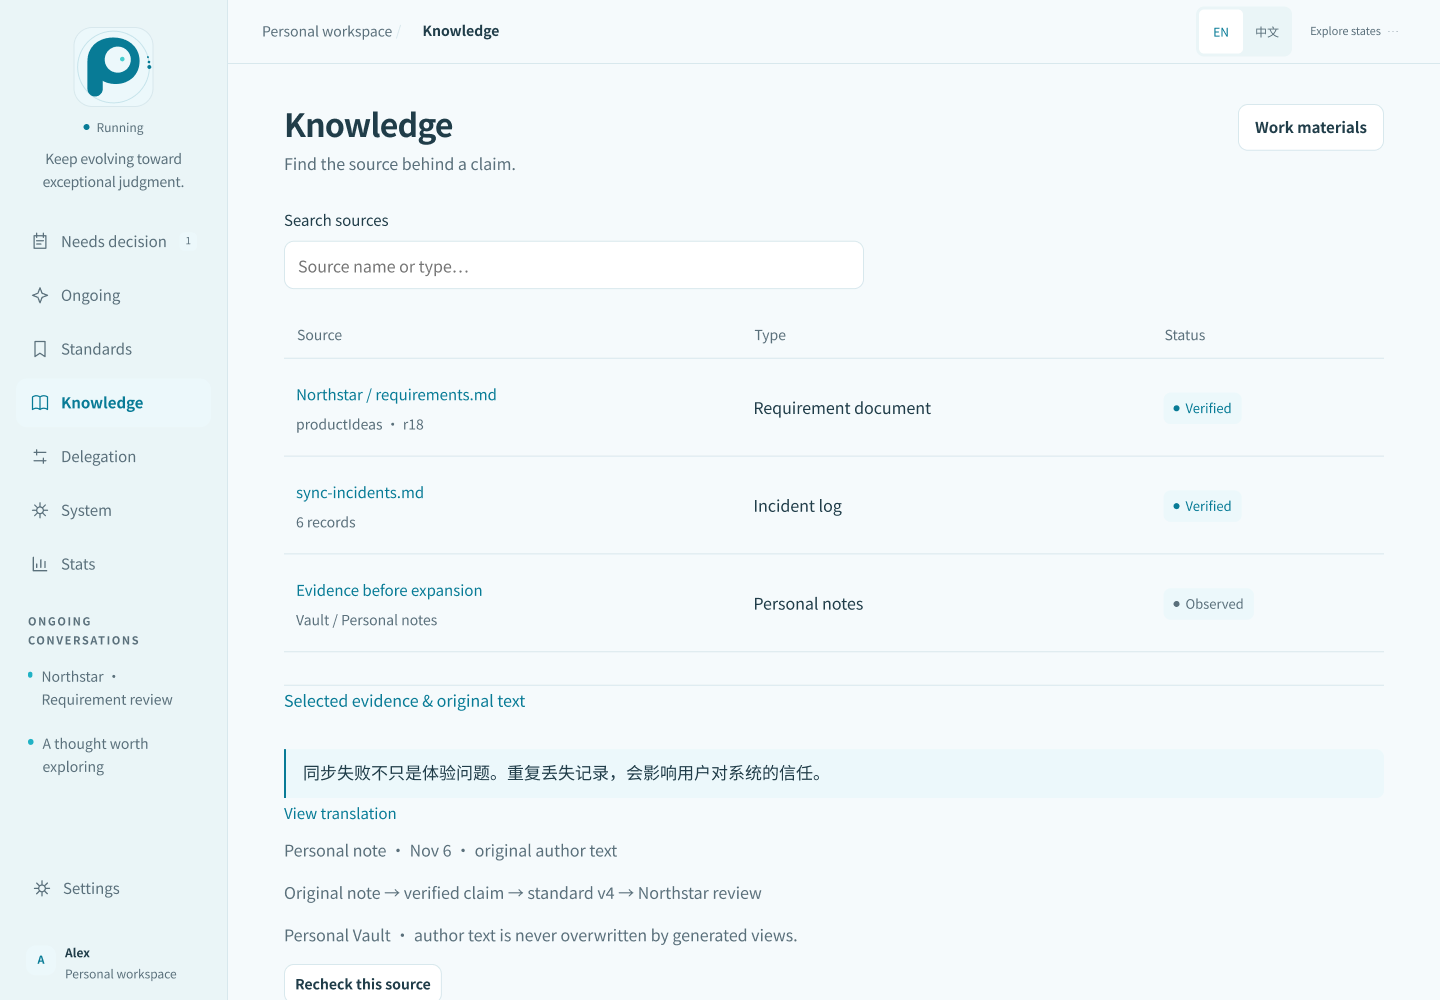 Running
Keep evolving toward
exceptional judgment.
Needs decision 1
Ongoing
Standards
Knowledge
Delegation
System
Stats
ONGOING
CONVERSATIONS
Northstar •
Requirement review
A thought worth
exploring
Settings
A
Alex
Personal workspace
Personal workspace / Knowledge
EN 中文 Explore states ···
Knowledge
Work materials
Find the source behind a claim.
Search sources
Source name or type…
Source Type Status
Northstar / requirements.md
productIdeas • r18
Requirement document
Verified
sync-incidents.md
6 records
Incident log
Verified
Evidence before expansion
Vault / Personal notes
Personal notes
Observed
Selected evidence & original text
同步失败不只是体验问题。重复丢失记录，会影响用户对系统的信任。
View translation
Personal note • Nov 6 • original author text
Original note → verified claim → standard v4 → Northstar review
Personal Vault • author text is never overwritten by generated views.
Recheck this source